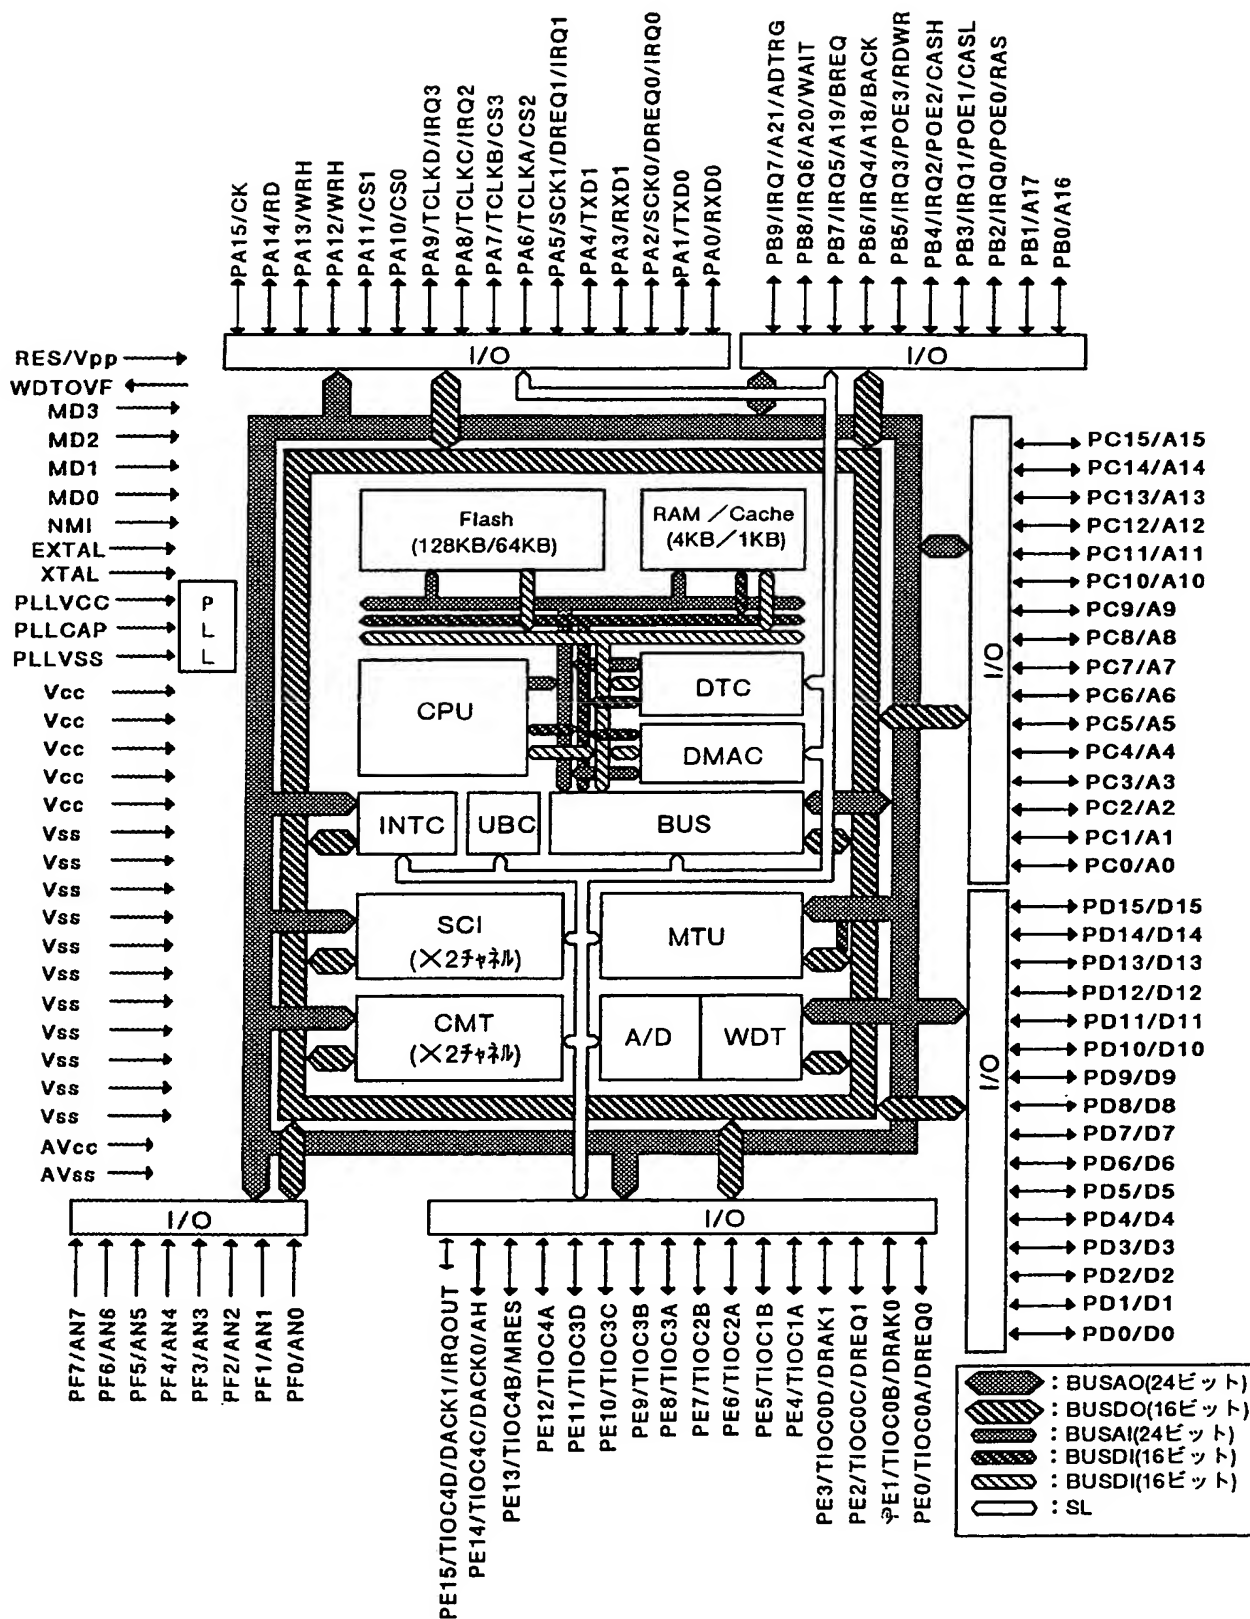 PA15/CK
PA14/RD
PA13/WRH
PA12/WRH
PA11/CS1
PA10/CS0
PA9/TCLKD/IRQ3
PA8/TCLKC/IRQ2
PA7/TCLKB/CS3
PA6/TCLKA/CS2
PA5/SCK1/DREQ1/IRQ1
PA4/TXD1
PA3/RXD1
PA2/SCK0/DREQ0/IRQ0
PA1/TXD0
PA0/RXD0
PB9/IRQ7/A21/ADTRG
PB8/IRQ6/A20/WAIT
PB7/IRQ5/A19/BREQ
PB6/IRQ4/A18/BACK
PB5/IRQ3/POE3/RDWR
PB4/IRQ2/POE2/CASH
PB3/IRQ1/POE1/CASL
PB2/IRQ0/POE0/RAS
PB1/A17
PB0/A16
I/O
I/O
RES/Vpp
WDTOVF
MD3
MD2
MD1
MD0
NMI
EXTAL
XTAL
PLLVCC
PLLCAP
PLLVSS
P
L
L
Vcc
Vcc
Vcc
Vcc
Vcc
Vss
Vss
Vss
Vss
Vss
Vss
Vss
Vss
Vss
Vss
Vss
AVcc
AVss
Flash
(128KB/64KB)
RAM／Cache
(4KB／1KB)
CPU
DTC
DMAC
INTC
UBC
BUS
SCI
(×2チャネル)
MTU
CMT
(×2チャネル)
A/D
WDT
I/O
PC15/A15
PC14/A14
PC13/A13
PC12/A12
PC11/A11
PC10/A10
PC9/A9
PC8/A8
PC7/A7
PC6/A6
PC5/A5
PC4/A4
PC3/A3
PC2/A2
PC1/A1
PC0/A0
I/O
PD15/D15
PD14/D14
PD13/D13
PD12/D12
PD11/D11
PD10/D10
PD9/D9
PD8/D8
PD7/D7
PD6/D6
PD5/D5
PD4/D4
PD3/D3
PD2/D2
PD1/D1
PD0/D0
I/O
I/O
PF7/AN7
PF6/AN6
PF5/AN5
PF4/AN4
PF3/AN3
PF2/AN2
PF1/AN1
PF0/AN0
PE15/TIOC4D/DACK1/IRQOUT
PE14/TIOC4C/DACK0/AH
PE13/TIOC4B/MRES
PE12/TIOC4A
PE11/TIOC3D
PE10/TIOC3C
PE9/TIOC3B
PE8/TIOC3A
PE7/TIOC2B
PE6/TIOC2A
PE5/TIOC1B
PE4/TIOC1A
PE3/TIOC0D/DRAK1
PE2/TIOC0C/DREQ1
PE1/TIOC0B/DRAK0
PE0/TIOC0A/DREQ0
: BUSAO(24ビット)
: BUSDO(16ビット)
: BUSAI(24ビット)
: BUSDI(16ビット)
: BUSDI(16ビット)
: SL